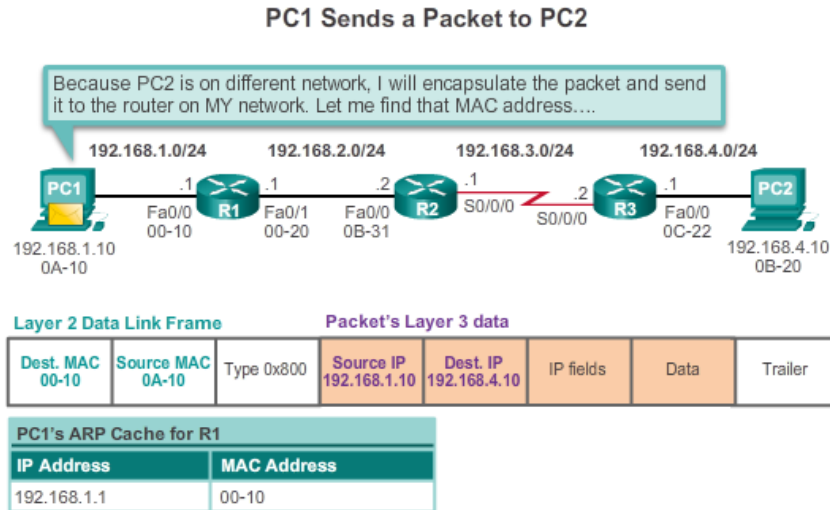 PC1 Sends a Packet to PC2
Because PC2 is on different network, I will encapsulate the packet and send
it to the router on MY network. Let me find that MAC address....
192.168.1.0/24 192.168.2.0/24 192.168.3.0/24 192.168.4.0/24
PC1 .1 R1 .1 .2 R2 .1 .2 R3 .1 PC2
Fa0/0 Fa0/1 Fa0/0 S0/0/0 S0/0/0 Fa0/0
00-10 00-20 0B-31 0C-22
192.168.1.10 192.168.4.10
0A-10 0B-20
Layer 2 Data Link Frame Packet's Layer 3 data
Dest. MAC Source MAC Type 0x800 Source IP Dest. IP IP fields Data Trailer
00-10 0A-10 192.168.1.10 192.168.4.10
PC1's ARP Cache for R1
IP Address MAC Address
192.168.1.1 00-10